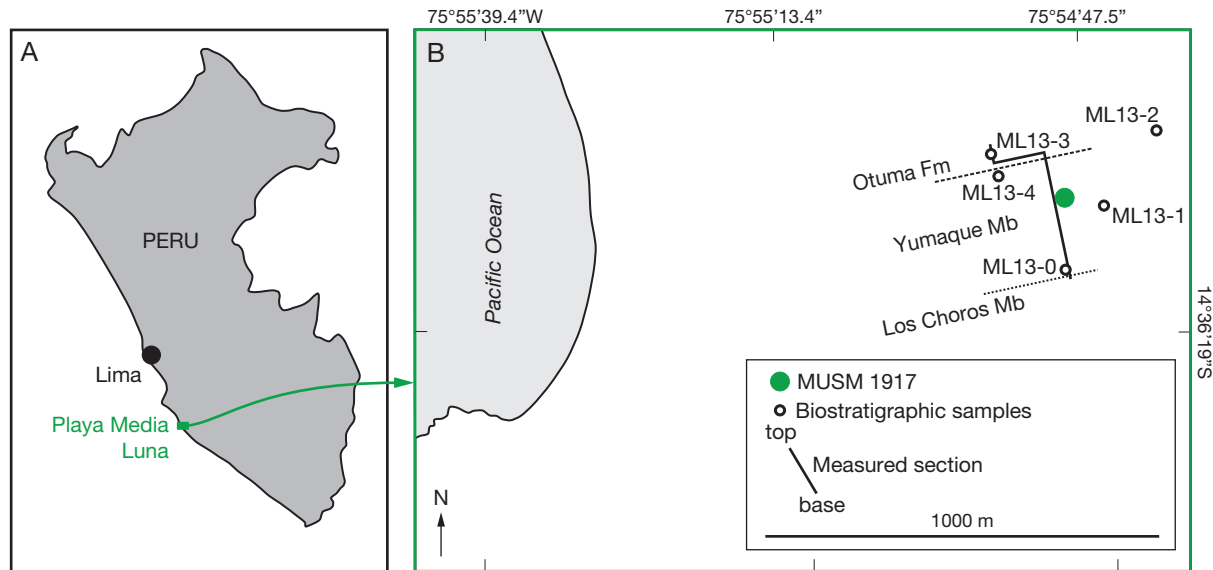 A
PERU
Lima
Playa Media
Luna
75°55’39.4”W
75°55’13.4”
75°54’47.5”
B
Pacific Ocean
ML13-2
ML13-3
Otuma Fm
ML13-4
ML13-1
Yumaque Mb
ML13-0
Los Choros Mb
14°36’19”S
N
MUSM 1917
Biostratigraphic samples
top
Measured section
base
1000 m